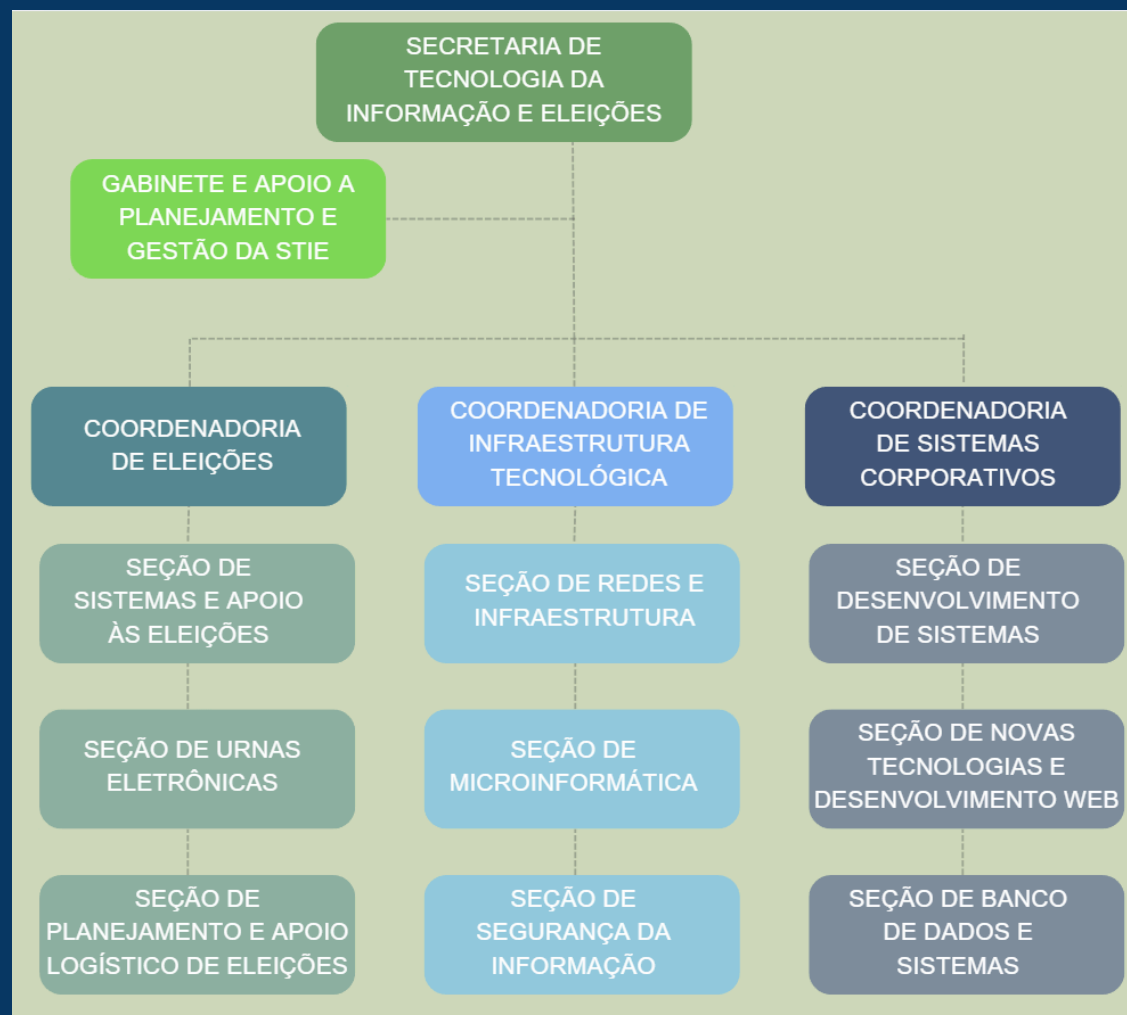 SECRETARIA DE
TECNOLOGIA DA
INFORMAÇÃO E ELEIÇÕES
GABINETE E APOIO A
PLANEJAMENTO E
GESTÃO DA STIE
COORDENADORIA
DE ELEIÇÕES
COORDENADORIA DE
INFRAESTRUTURA
TECNOLÓGICA
COORDENADORIA
DE SISTEMAS
CORPORATIVOS
SEÇÃO DE
SISTEMAS E APOIO
ÀS ELEIÇÕES
SEÇÃO DE REDES E
INFRAESTRUTURA
SEÇÃO DE
DESENVOLVIMENTO
DE SISTEMAS
SEÇÃO DE URNAS
ELETRÔNICAS
SEÇÃO DE
MICROINFORMÁTICA
SEÇÃO DE NOVAS
TECNOLOGIAS E
DESENVOLVIMENTO WEB
SEÇÃO DE
PLANEJAMENTO E APOIO
LOGÍSTICO DE ELEIÇÕES
SEÇÃO DE
SEGURANÇA DA
INFORMAÇÃO
SEÇÃO DE BANCO
DE DADOS E
SISTEMAS